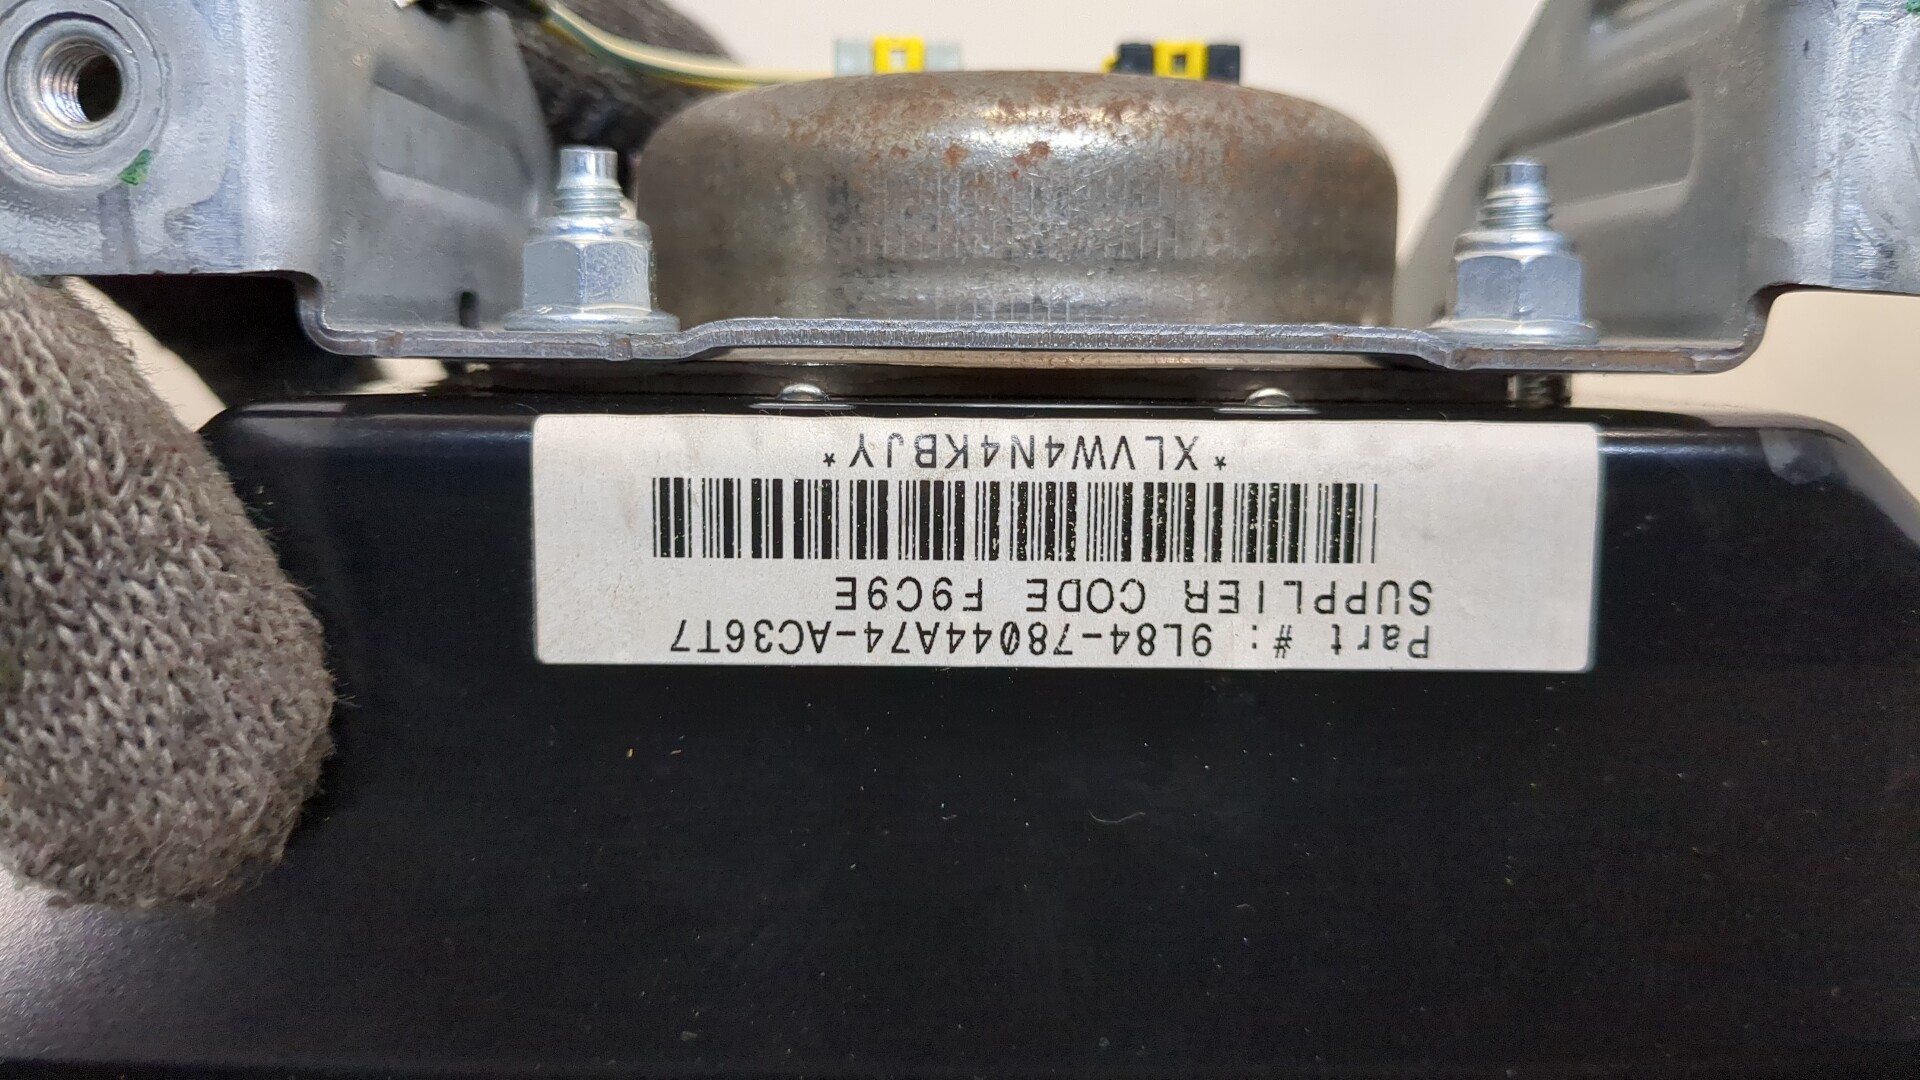 Part #: 9L84-78044A74-AC36T7
SUPPLIER CODE F9C9E
*XLVW4N4KBJY*